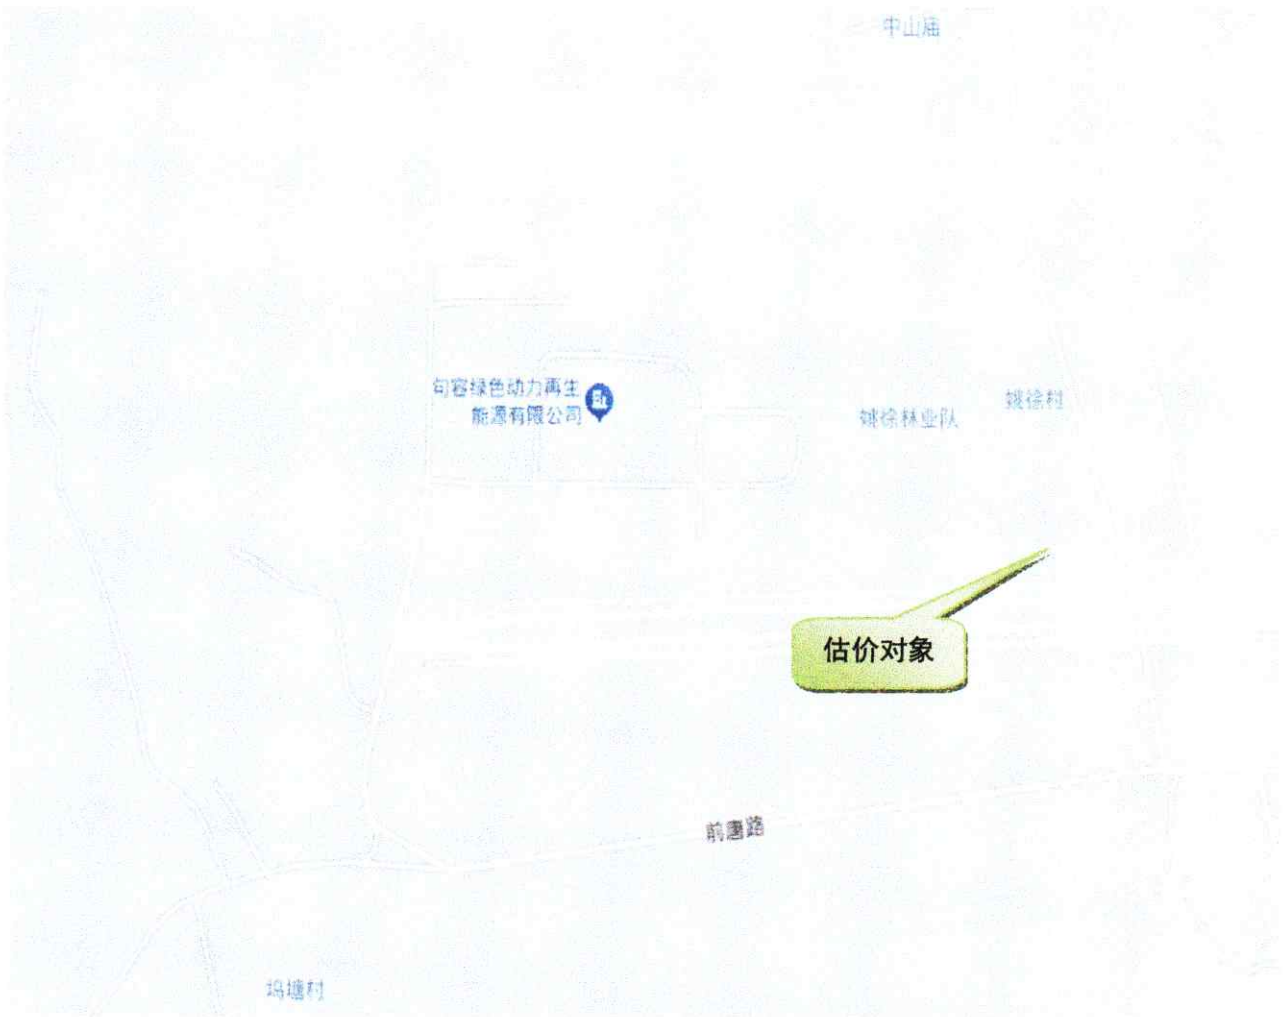 中山庙
句容绿色动力再生
能源有限公司
姚徐林业队
姚徐村
估价对象
前唐路
坞塘村